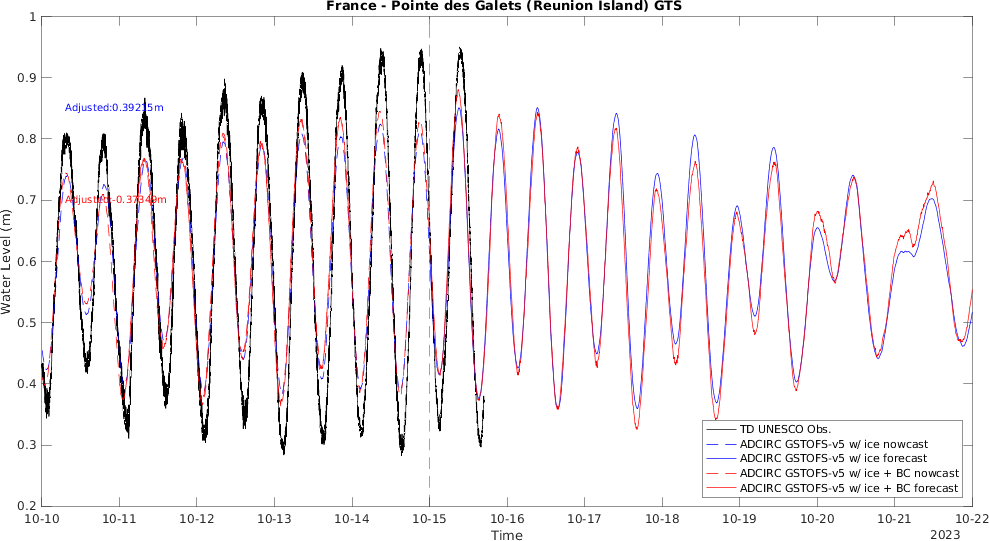 France - Pointe des Galets (Reunion Island) GTS
1
0.9
0.8
0.7
0.6
0.5
0.4
0.3
0.2
Water Level (m)
Adjusted:0.39215m
Adjusted:-0.37349m
TD UNESCO Obs.
ADCIRC GSTOFS-v5 w/ ice nowcast
ADCIRC GSTOFS-v5 w/ ice forecast
ADCIRC GSTOFS-v5 w/ ice + BC nowcast
ADCIRC GSTOFS-v5 w/ ice + BC forecast
10-10 10-11 10-12 10-13 10-14 10-15 10-16 10-17 10-18 10-19 10-20 10-21 10-22
Time
2023